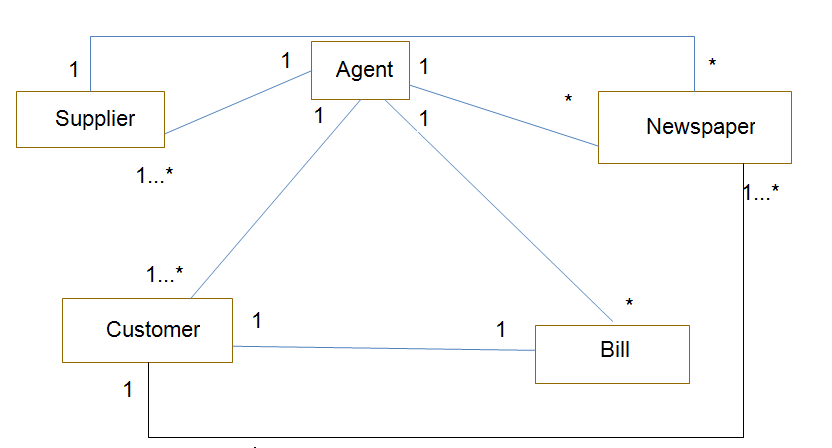 1
1
Agent
1
*
Supplier
*
Newspaper
1
1
1...*
1...*
1...*
*
Customer
1
1
Bill
1